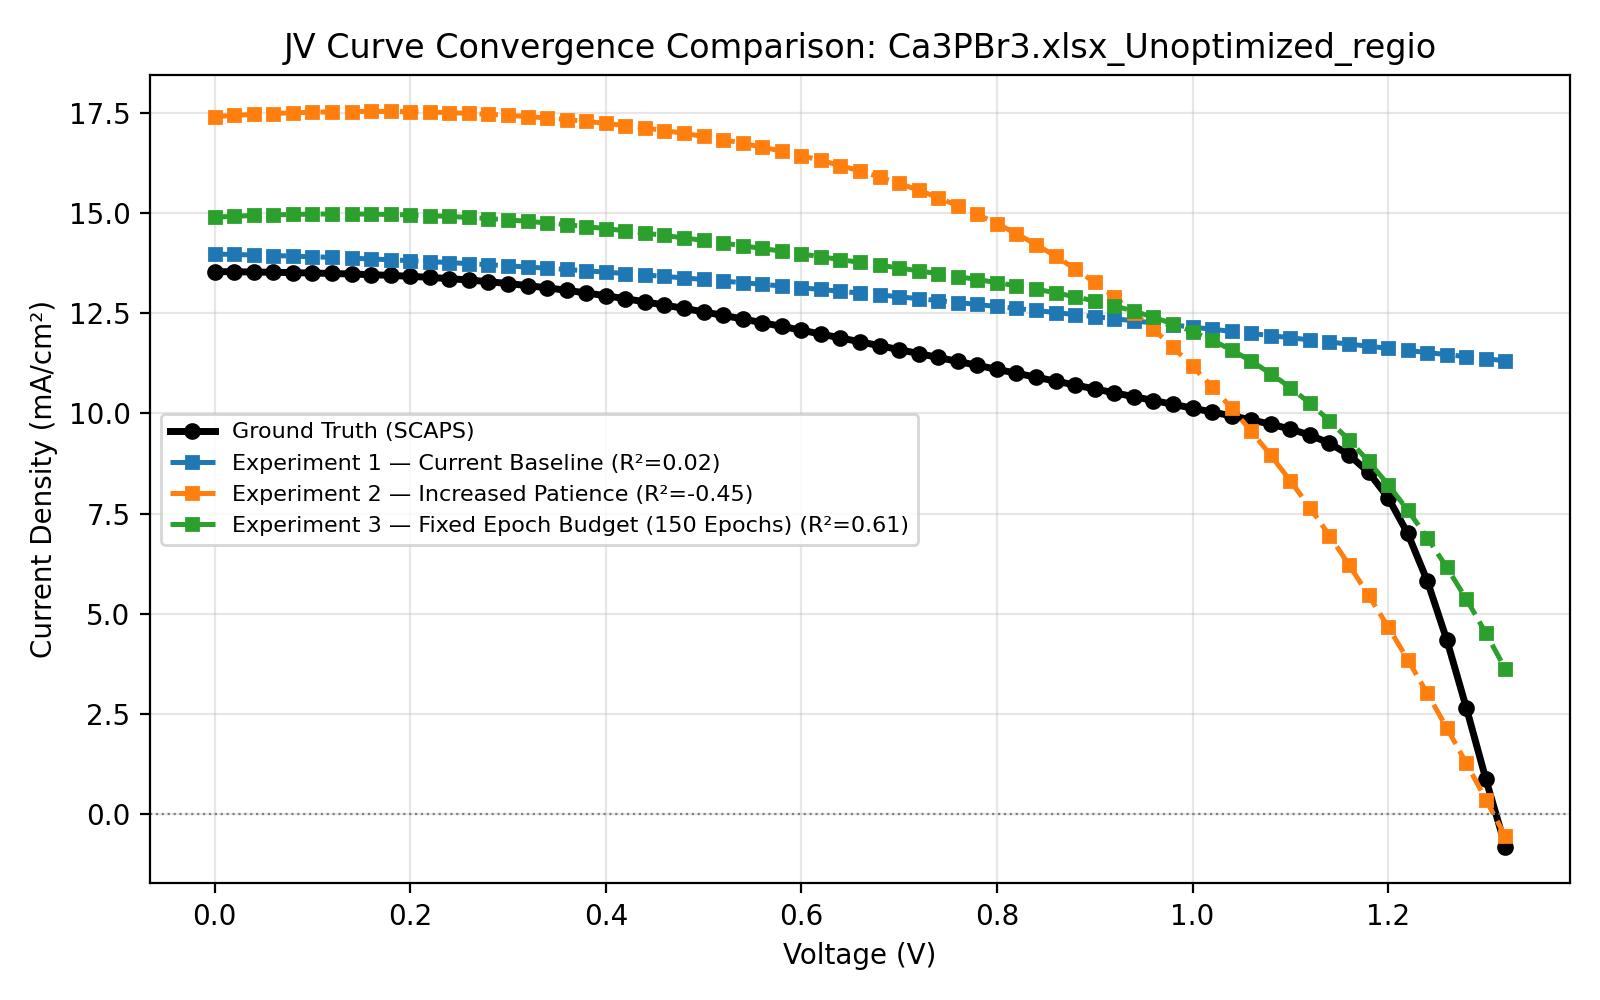 JV Curve Convergence Comparison: Ca3PBr3.xlsx_Unoptimized_regio
Current Density (mA/cm²)
17.5
15.0
12.5
10.0
7.5
5.0
2.5
0.0
Ground Truth (SCAPS)
Experiment 1 — Current Baseline (R²=0.02)
Experiment 2 — Increased Patience (R²=-0.45)
Experiment 3 — Fixed Epoch Budget (150 Epochs) (R²=0.61)
0.0 0.2 0.4 0.6 0.8 1.0 1.2
Voltage (V)